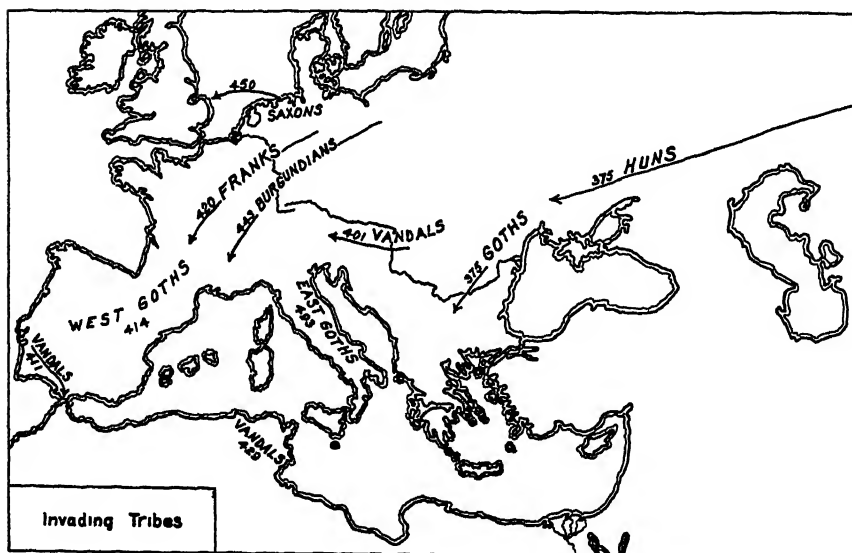 450
SAXONS
375 HUNS
420 FRANKS
443 BURGUNDIANS
401 VANDALS
375 GOTHS
WEST GOTHS
414
EAST GOTHS
493
VANDALS
411
VANDALS
429
Invading Tribes